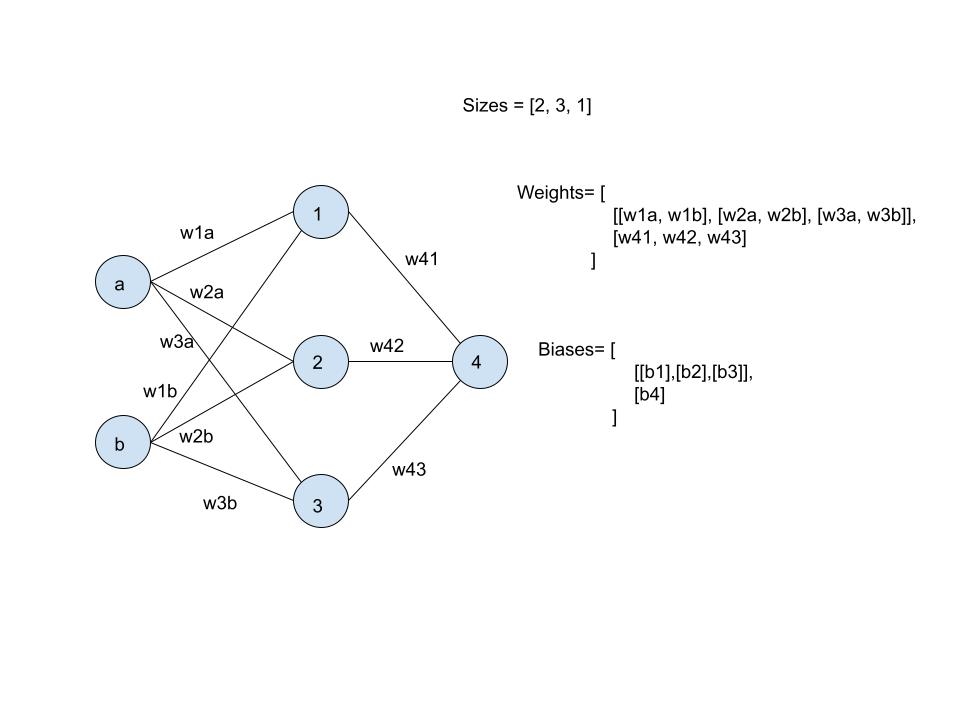 Sizes = [2, 3, 1]
Weights= [
[[w1a, w1b], [w2a, w2b], [w3a, w3b]],
[w41, w42, w43]
]
Biases= [
[[b1],[b2],[b3]],
[b4]
]
1
w1a
w41
a
w2a
w3a
2
w42
4
w1b
b
w2b
w43
w3b
3